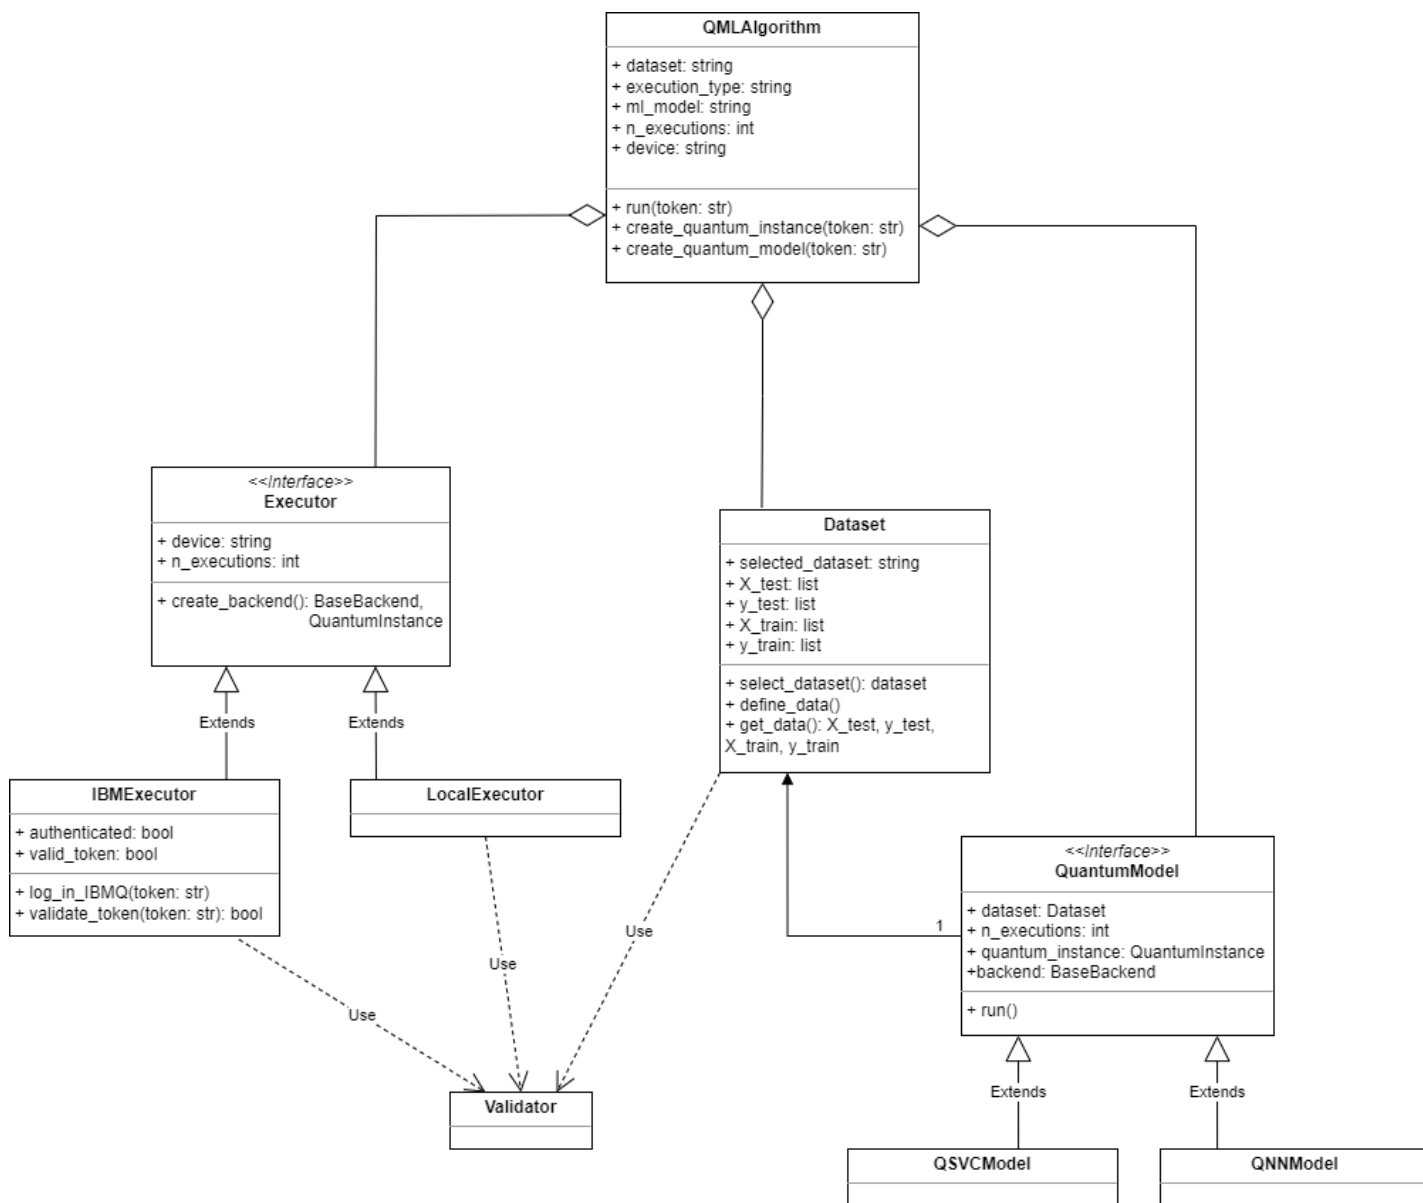 QMLAlgorithm
+ dataset: string
+ execution_type: string
+ ml_model: string
+ n_executions: int
+ device: string
+ run(token: str)
+ create_quantum_instance(token: str)
+ create_quantum_model(token: str)
<<Interface>>
Executor
+ device: string
+ n_executions: int
+ create_backend(): BaseBackend,
QuantumInstance
Extends
Extends
Dataset
+ selected_dataset: string
+ X_test: list
+ y_test: list
+ X_train: list
+ y_train: list
+ select_dataset(): dataset
+ define_data()
+ get_data(): X_test, y_test,
X_train, y_train
IBMExecutor
+ authenticated: bool
+ valid_token: bool
+ log_in_IBMQ(token: str)
+ validate_token(token: str): bool
LocalExecutor
Use
Use
Use
1
<<Interface>>
QuantumModel
+ dataset: Dataset
+ n_executions: int
+ quantum_instance: QuantumInstance
+backend: BaseBackend
+ run()
Extends
Extends
Validator
QSVCModel
QNNModel